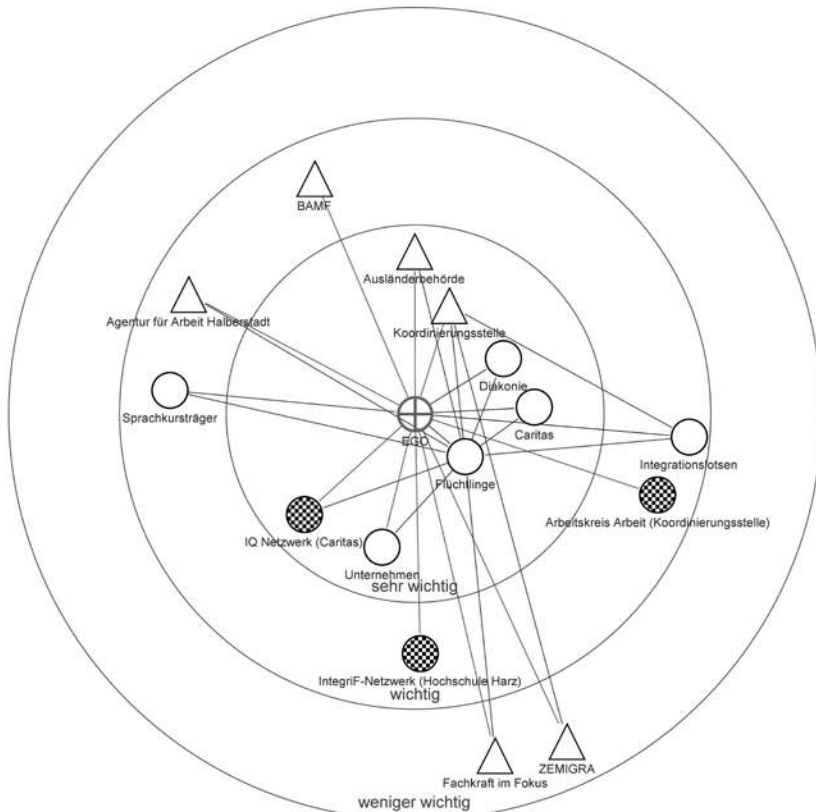 BAMF
Ausländerbehörde
Agentur für Arbeit Halberstadt
Koordinierungsstelle
Diakonie
Sprachkursträger
Caritas
EGO
Integrationslotsen
Flüchtlinge
Arbeitskreis Arbeit (Koordinierungsstelle)
IQ Netzwerk (Caritas)
Unternehmen
sehr wichtig
IntegriF-Netzwerk (Hochschule Harz)
wichtig
ZEMIGRA
Fachkraft im Fokus
weniger wichtig